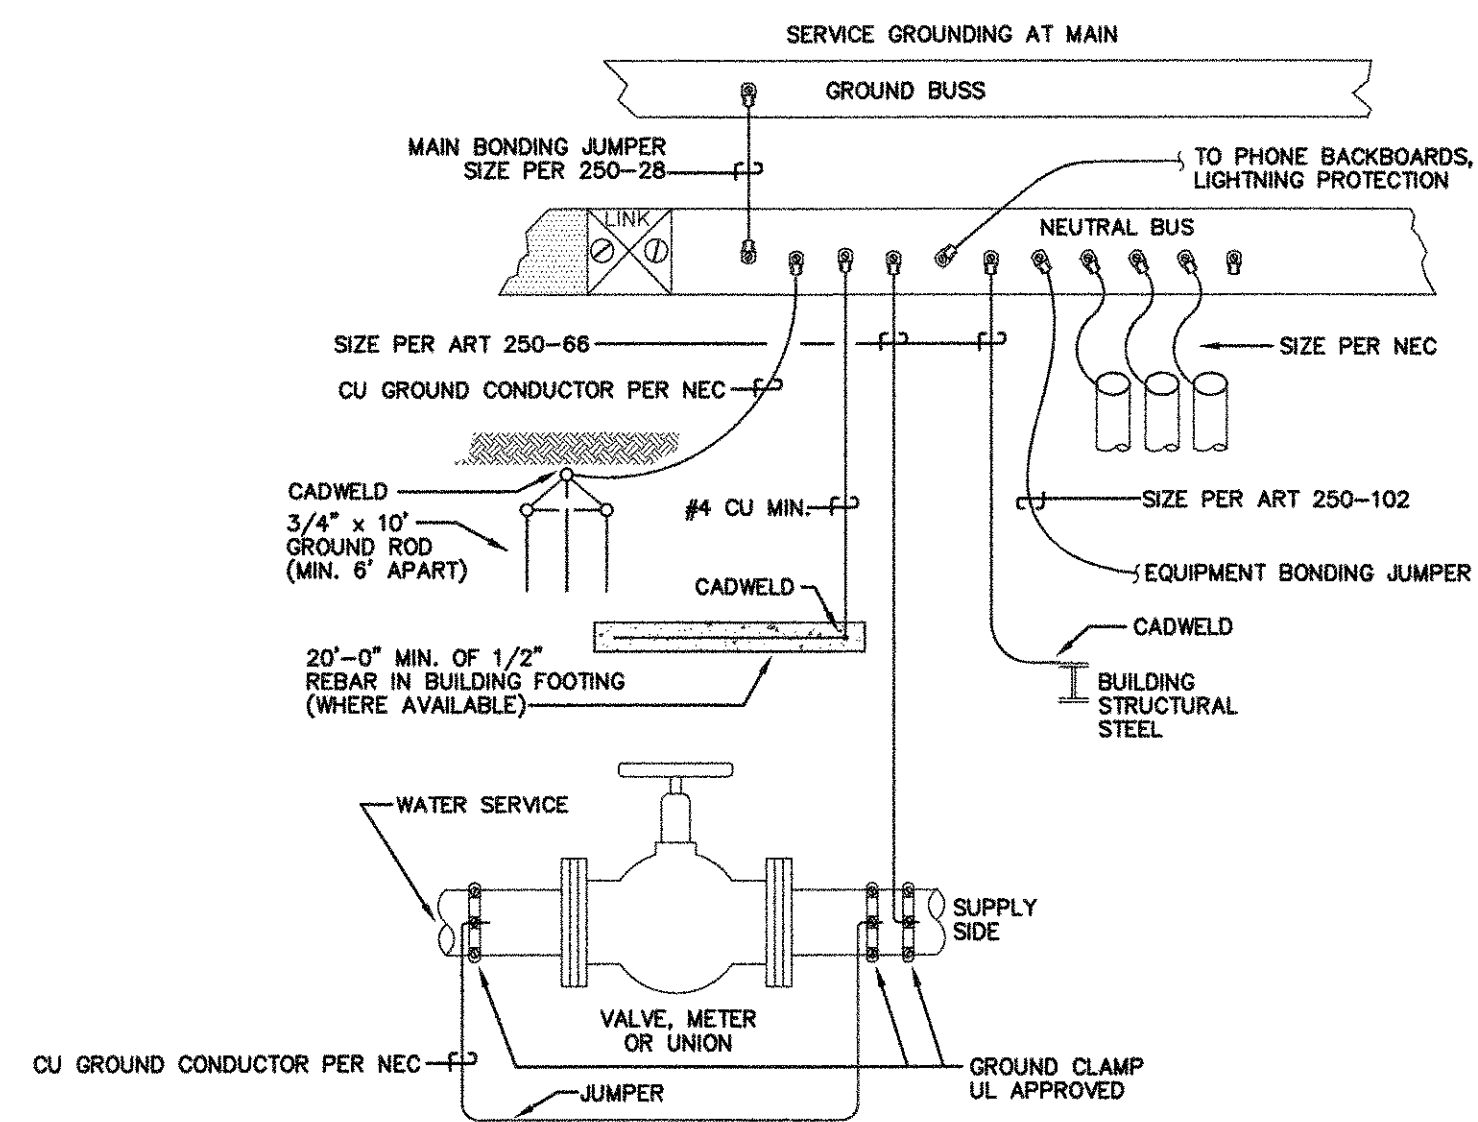 SERVICE GROUNDING AT MAIN
GROUND BUSS
MAIN BONDING JUMPER
SIZE PER 250-28
TO PHONE BACKBOARDS,
LIGHTNING PROTECTION
LINK
NEUTRAL BUS
SIZE PER ART 250-66
SIZE PER NEC
CU GROUND CONDUCTOR PER NEC
CADWELD
3/4" x 10'
GROUND ROD
(MIN. 6' APART)
#4 CU MIN.
SIZE PER ART 250-102
EQUIPMENT BONDING JUMPER
CADWELD
CADWELD
20'-0" MIN. OF 1/2"
REBAR IN BUILDING FOOTING
(WHERE AVAILABLE)
BUILDING
STRUCTURAL
STEEL
WATER SERVICE
SUPPLY
SIDE
VALVE, METER
OR UNION
CU GROUND CONDUCTOR PER NEC
GROUND CLAMP
UL APPROVED
JUMPER